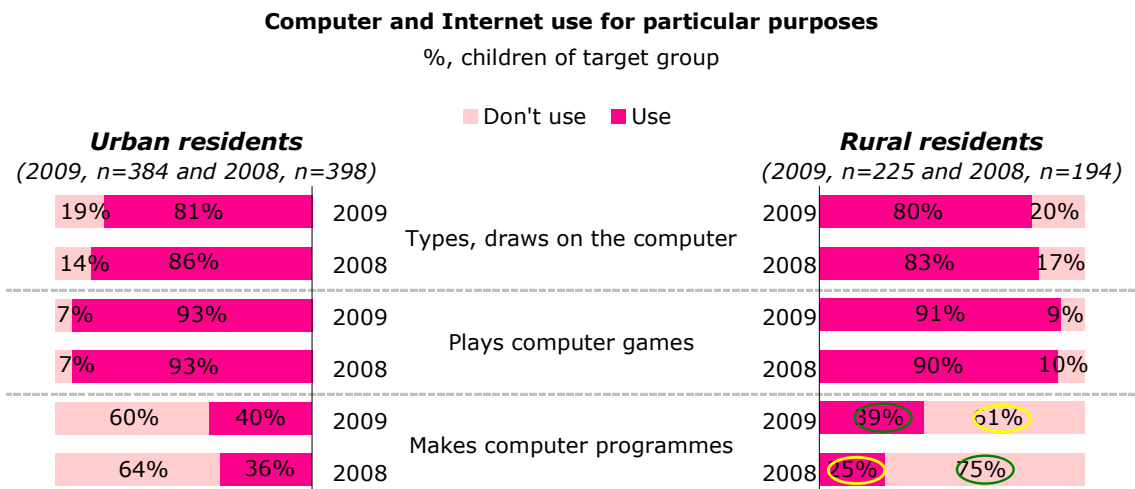 Computer and Internet use for particular purposes
%, children of target group
Don't use Use
Urban residents
(2009, n=384 and 2008, n=398)
Rural residents
(2009, n=225 and 2008, n=194)
19% 81% 2009 Types, draws on the computer 2009 80% 20%
14% 86% 2008 2008 83% 17%
7% 93% 2009 Plays computer games 2009 91% 9%
7% 93% 2008 2008 90% 10%
60% 40% 2009 Makes computer programmes 2009 39% 61%
64% 36% 2008 2008 25% 75%